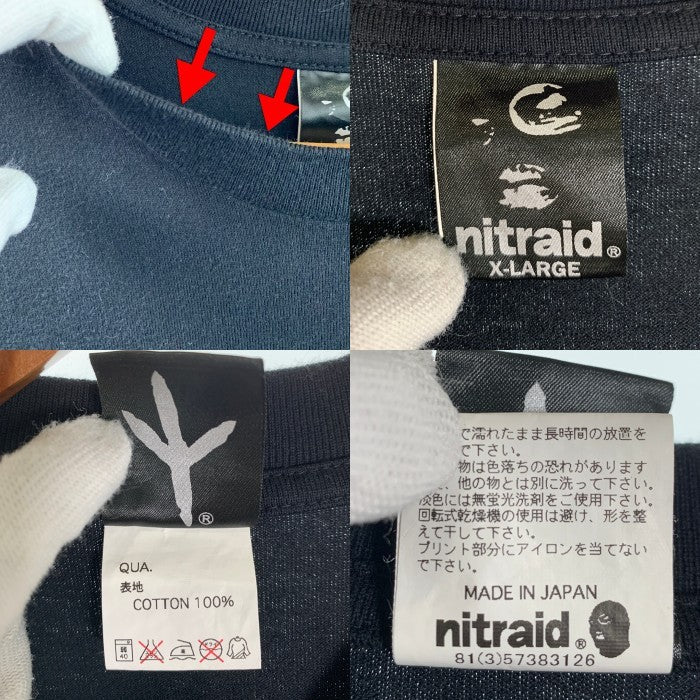 nitraid®
X-LARGE
®
QUA.
表地
COTTON 100%
弱
40
で濡れたまま長時間の放置を
で下さい。
物は色落ちの恐れがあります
、他の物とは別に洗って下さい。
淡色には無蛍光洗剤をご使用下さい。
回転式乾燥機の使用は避け、形を整
えて干して下さい。
プリント部分にアイロンを当てない
で下さい。
MADE IN JAPAN
nitraid®
81(3)57383126